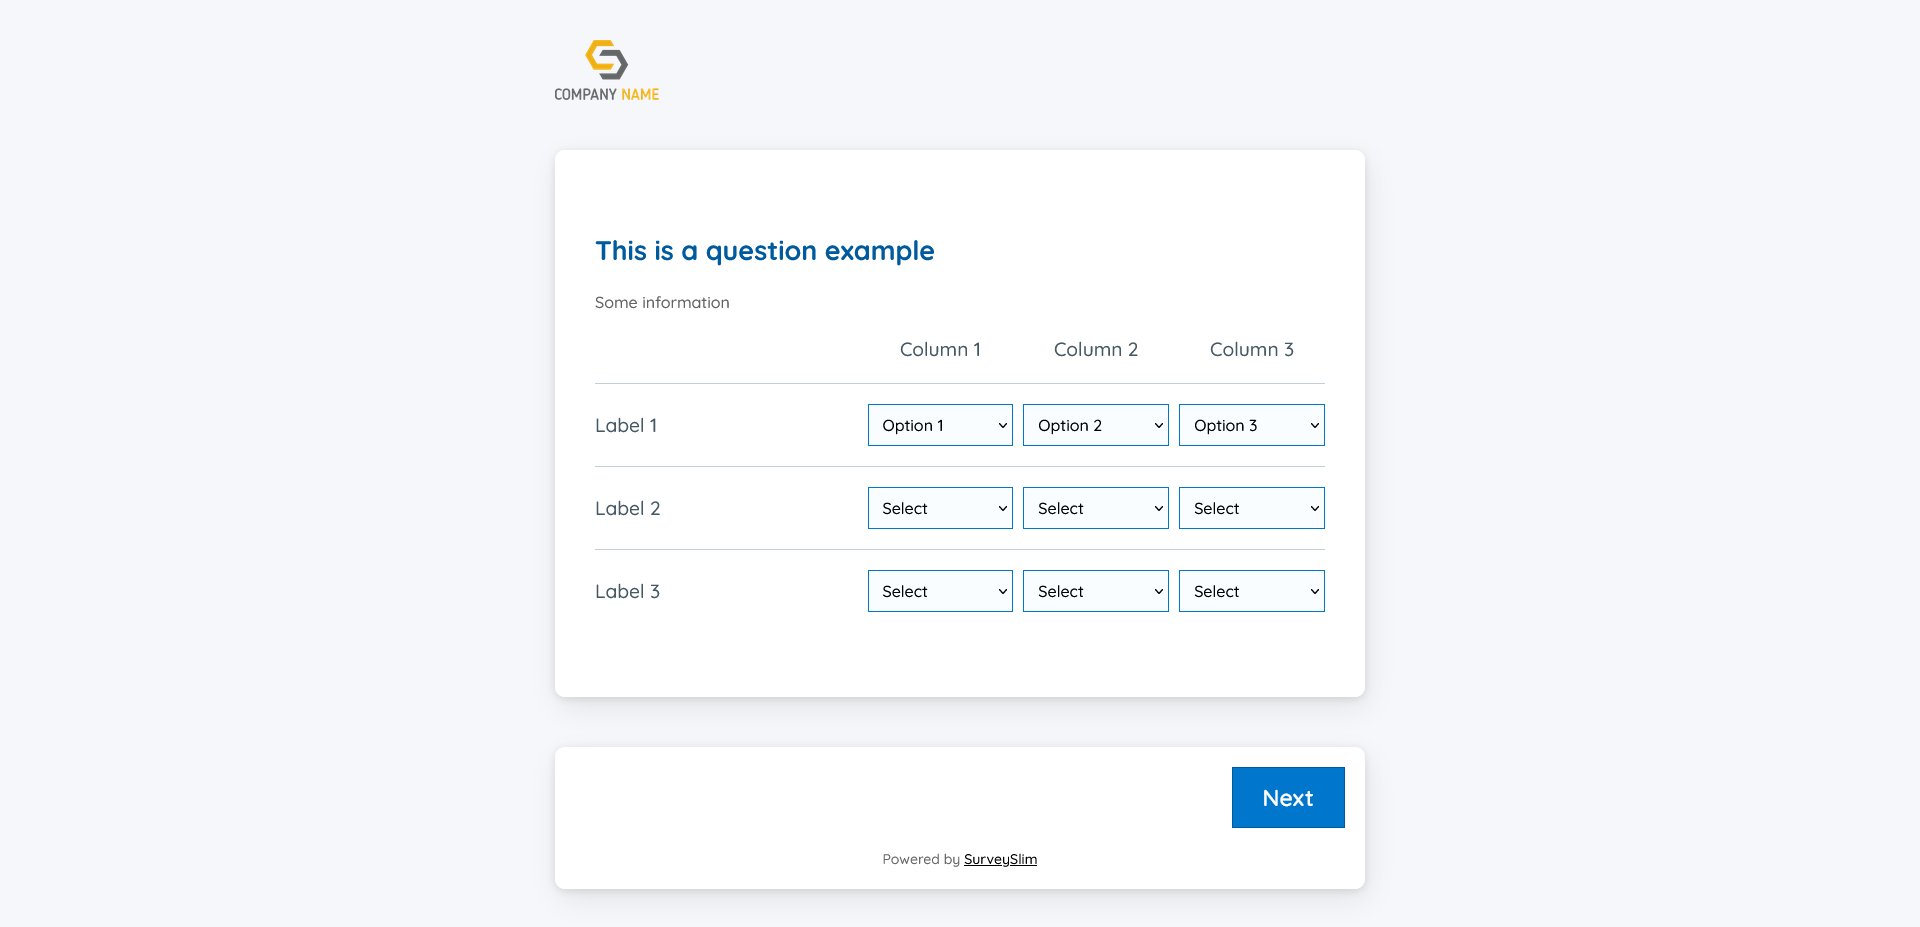 COMPANY NAME
This is a question example
Some information
Column 1 Column 2 Column 3
Label 1 Option 1 Option 2 Option 3
Label 2 Select Select Select
Label 3 Select Select Select
Next
Powered by SurveySlim